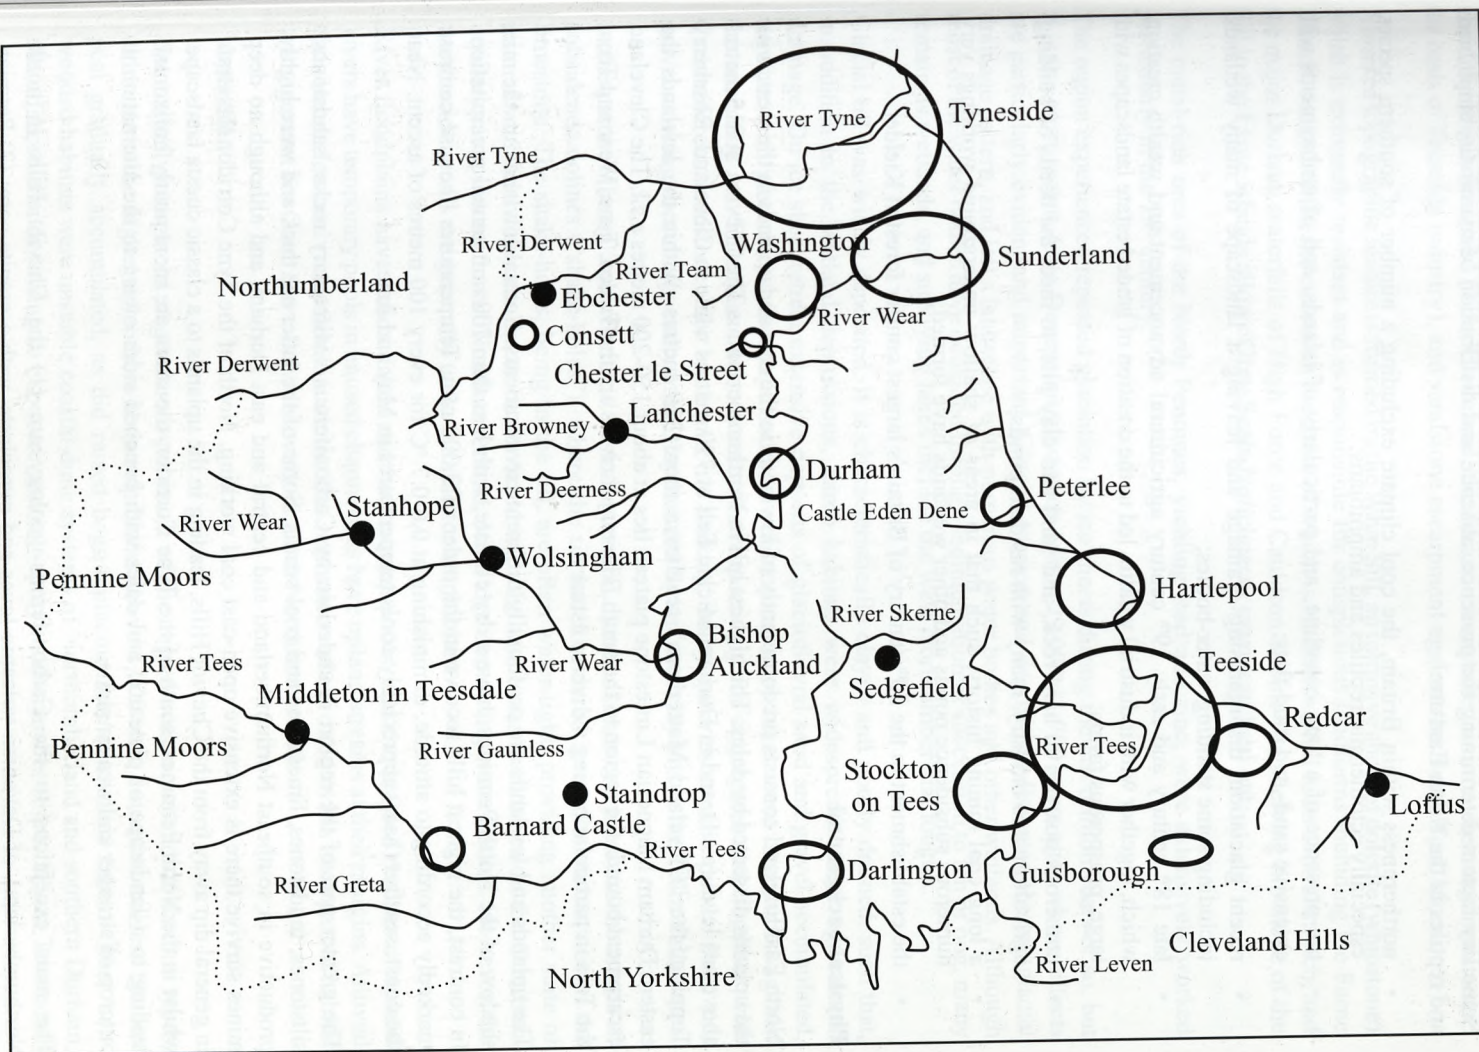 River Tyne
Tyneside
River Tyne
River Derwent
Washington
Sunderland
River Team
Northumberland
Ebchester
River Wear
Consett
River Derwent
Chester le Street
Lanchester
River Browney
Durham
River Deerness
Peterlee
Stanhope
Castle Eden Dene
River Wear
Wolsingham
Pennine Moors
Hartlepool
River Skerne
Bishop
Auckland
River Tees
River Wear
Teeside
Middleton in Teesdale
Sedgefield
Redcar
Pennine Moors
River Gaunless
River Tees
Stockton
on Tees
Staindrop
Loftus
Barnard Castle
River Tees
Darlington
Guisborough
River Greta
Cleveland Hills
North Yorkshire
River Leven